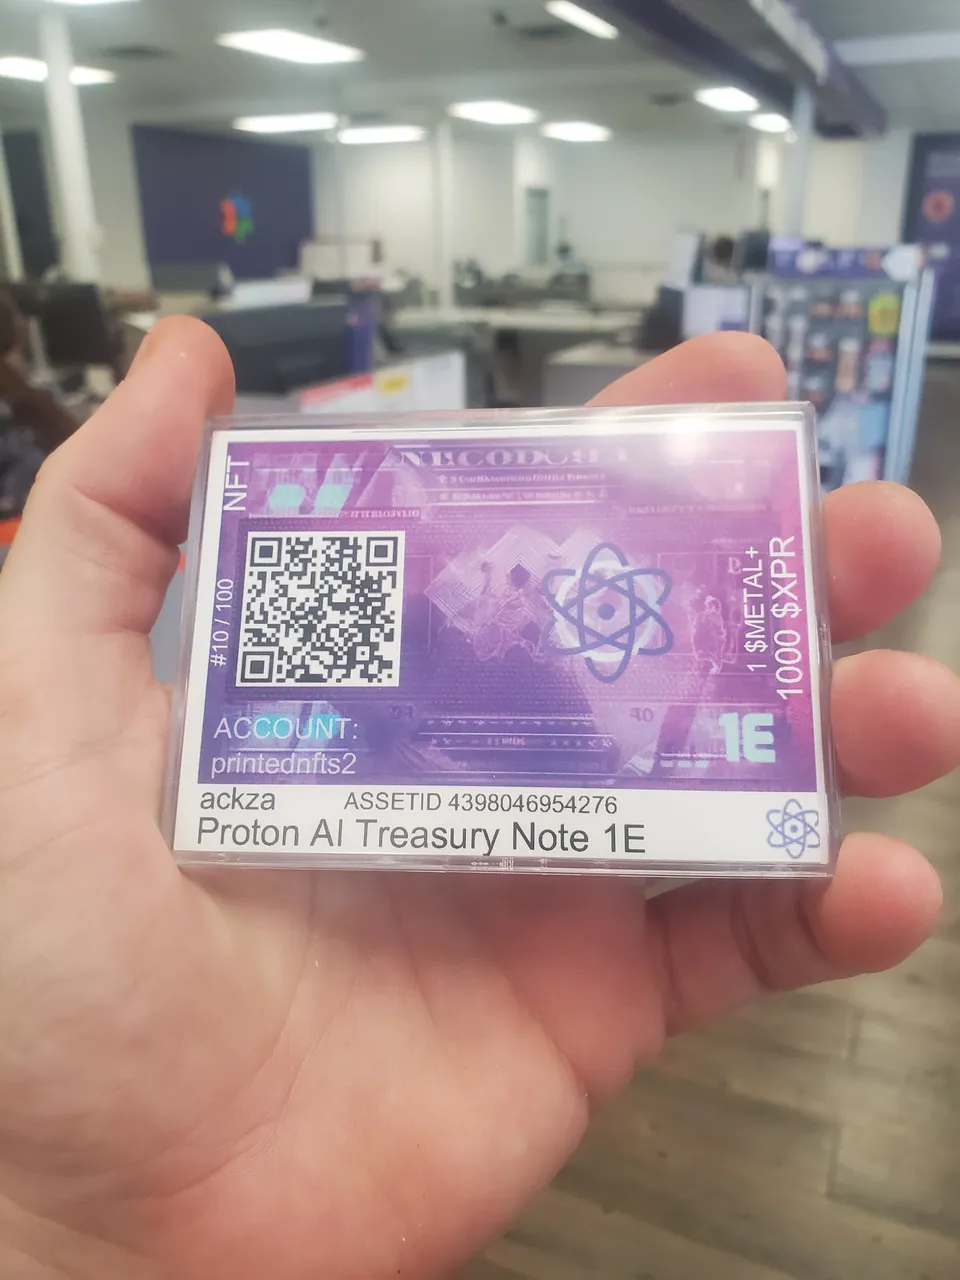 NFT
#10 / 100
ACCOUNT:
printednfts2
1 $METAL+
1000 $XPR
1E
ackza ASSETID 4398046954276
Proton AI Treasury Note 1E